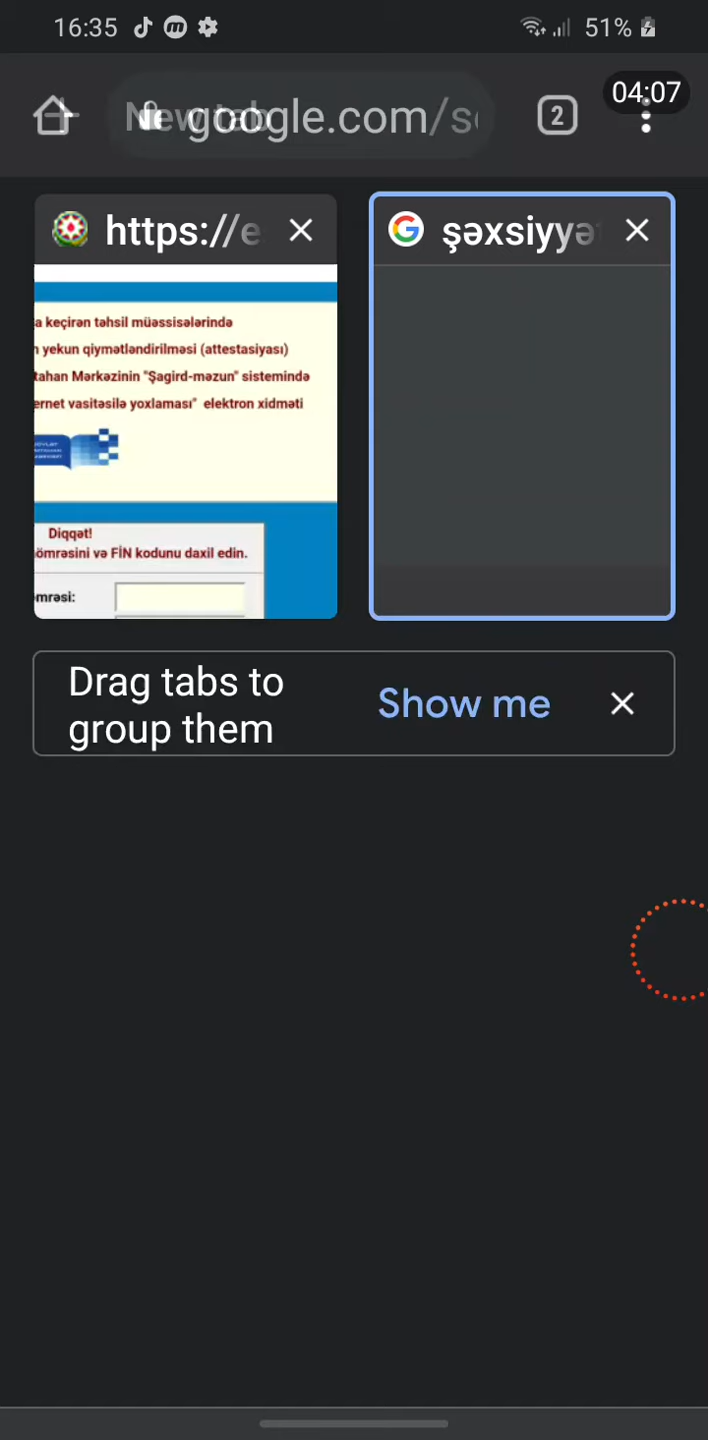 16:35
51%
04:07
google.com/s
2
https://e
şəxsiyyə
a keçirən təhsil müəssisələrində
yekun qiymətləndirilməsi (attestasiyası)
tahan Mərkəzinin "Şagird-məzun" sistemində
ernet vasitəsilə yoxlaması" elektron xidməti
Diqqət!
ömrəsini və FİN kodunu daxil edin.
mrəsi:
Drag tabs to
group them
Show me